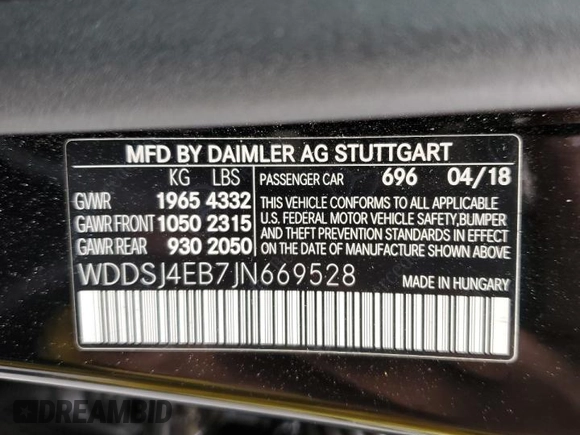 MFD BY DAIMLER AG STUTTGART
KG LBS
GVWR 1965 4332
GAWR FRONT 1050 2315
GAWR REAR 930 2050
PASSENGER CAR 696 04/18
THIS VEHICLE CONFORMS TO ALL APPLICABLE
U.S. FEDERAL MOTOR VEHICLE SAFETY,BUMPER
AND THEFT PREVENTION STANDARDS IN EFFECT
ON THE DATE OF MANUFACTURE SHOWN ABOVE.
WDDSJ4EB7JN669528
MADE IN HUNGARY
DREAMBID